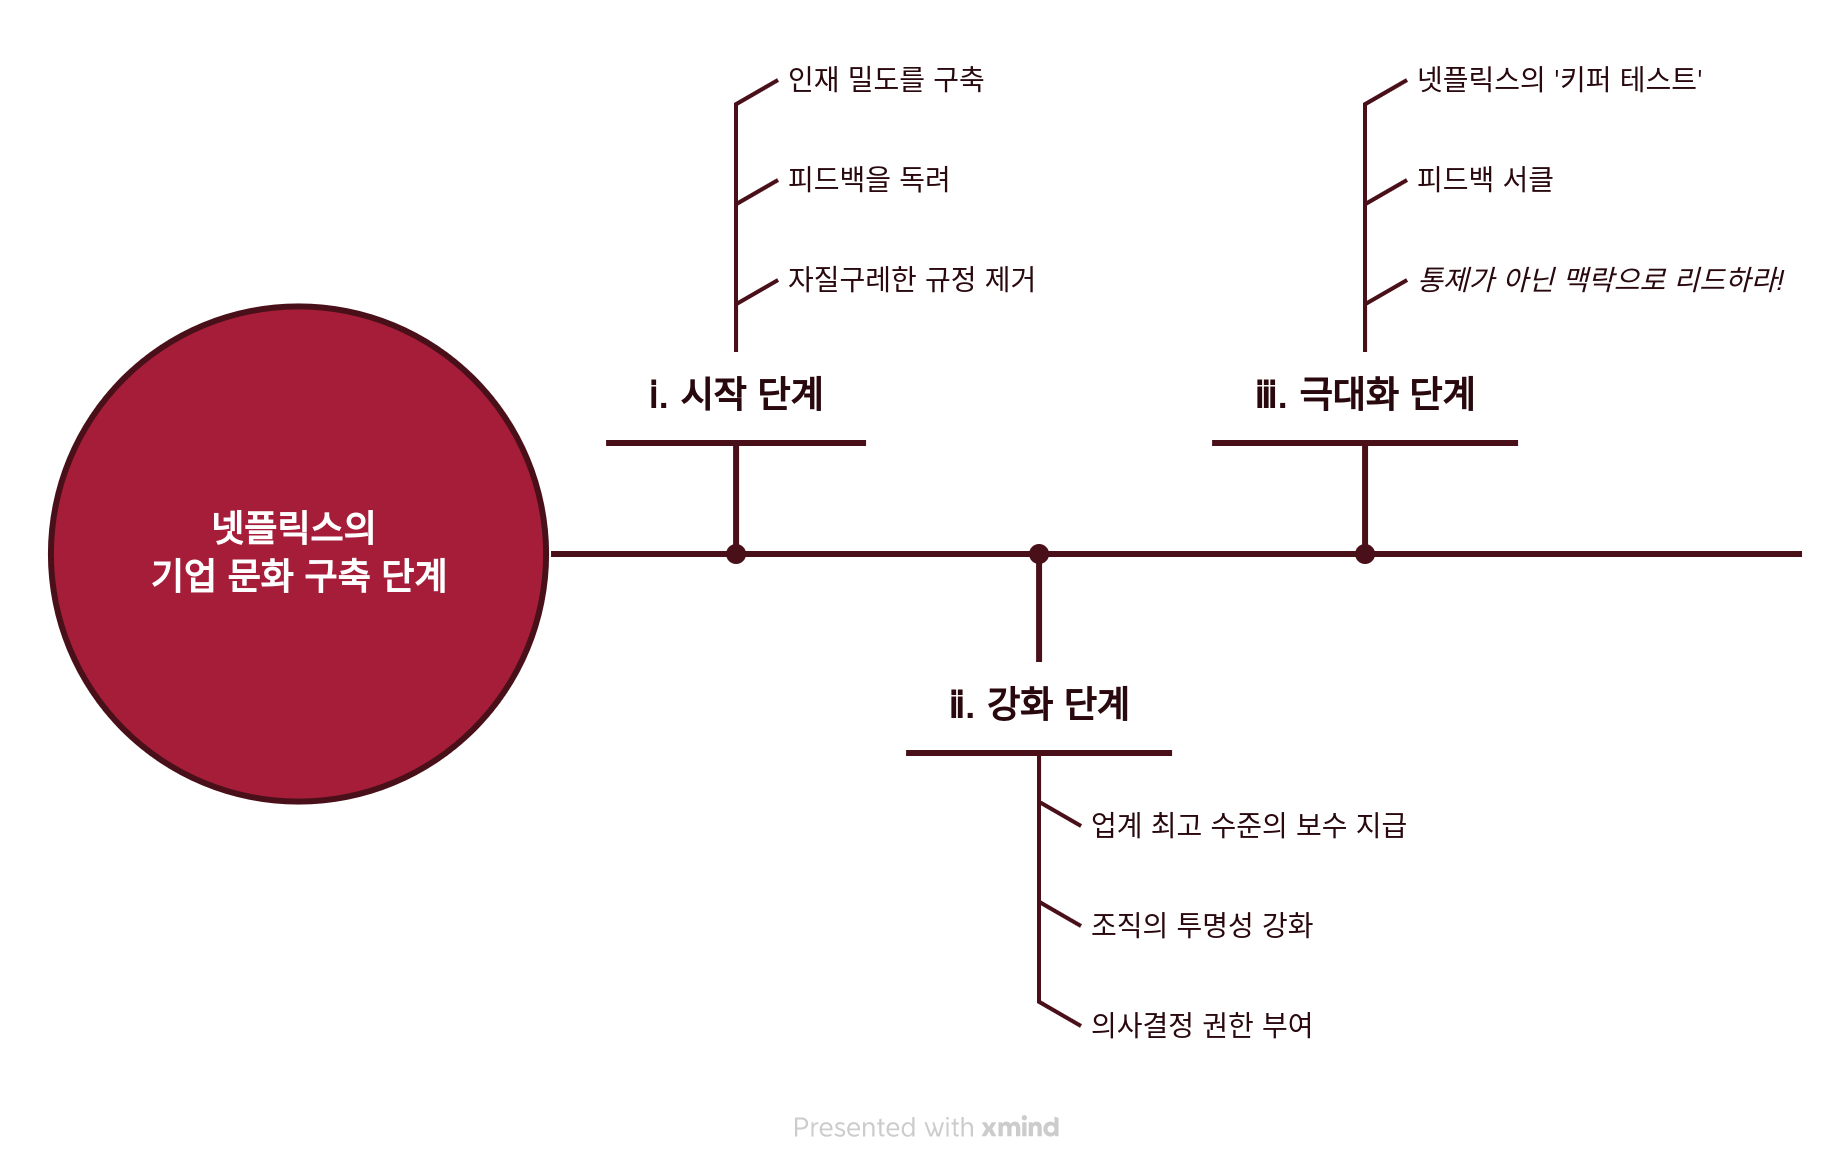 넷플릭스의
기업 문화 구축 단계
i. 시작 단계
인재 밀도를 구축
피드백을 독려
자질구레한 규정 제거
ii. 강화 단계
업계 최고 수준의 보수 지급
조직의 투명성 강화
의사결정 권한 부여
iii. 극대화 단계
넷플릭스의 '키퍼 테스트'
피드백 서클
통제가 아닌 맥락으로 리드하라!
Presented with xmind